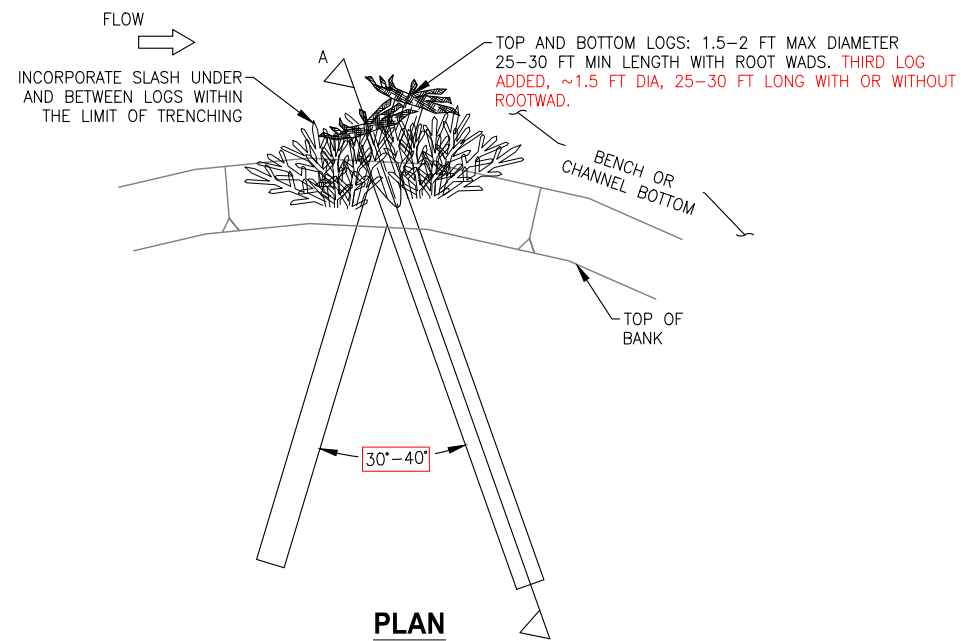 FLOW
A
INCORPORATE SLASH UNDER
AND BETWEEN LOGS WITHIN
THE LIMIT OF TRENCHING
TOP AND BOTTOM LOGS: 1.5-2 FT MAX DIAMETER
25-30 FT MIN LENGTH WITH ROOT WADS. THIRD LOG
ADDED, ~1.5 FT DIA, 25-30 FT LONG WITH OR WITHOUT
ROOTWAD.
BENCH OR
CHANNEL BOTTOM
TOP OF
BANK
30°-40°
PLAN